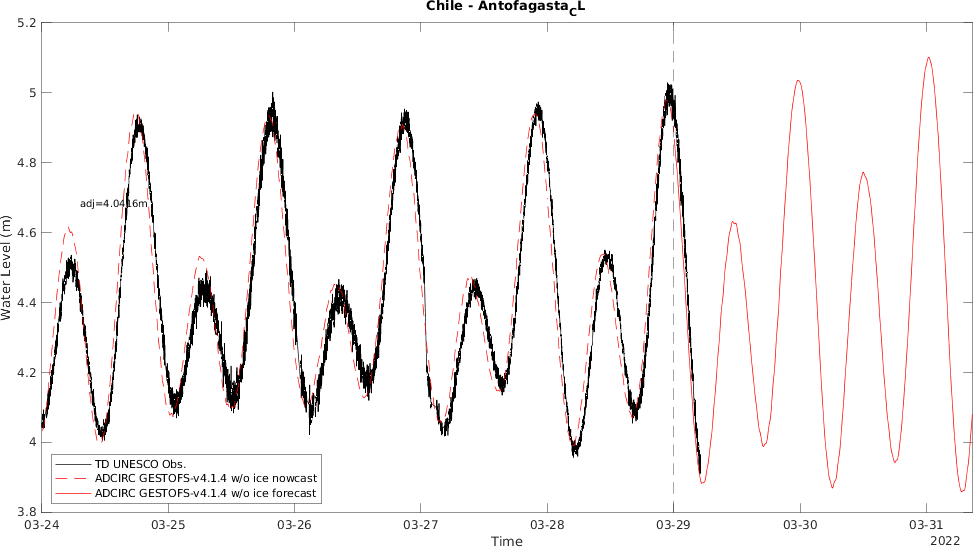 Chile - Antofagasta_CL
5.2
5
4.8
4.6
4.4
4.2
4
3.8
Water Level (m)
adj=4.0416m
TD UNESCO Obs.
ADCIRC GESTOFS-v4.1.4 w/o ice nowcast
ADCIRC GESTOFS-v4.1.4 w/o ice forecast
03-24 03-25 03-26 03-27 03-28 03-29 03-30 03-31
Time
2022